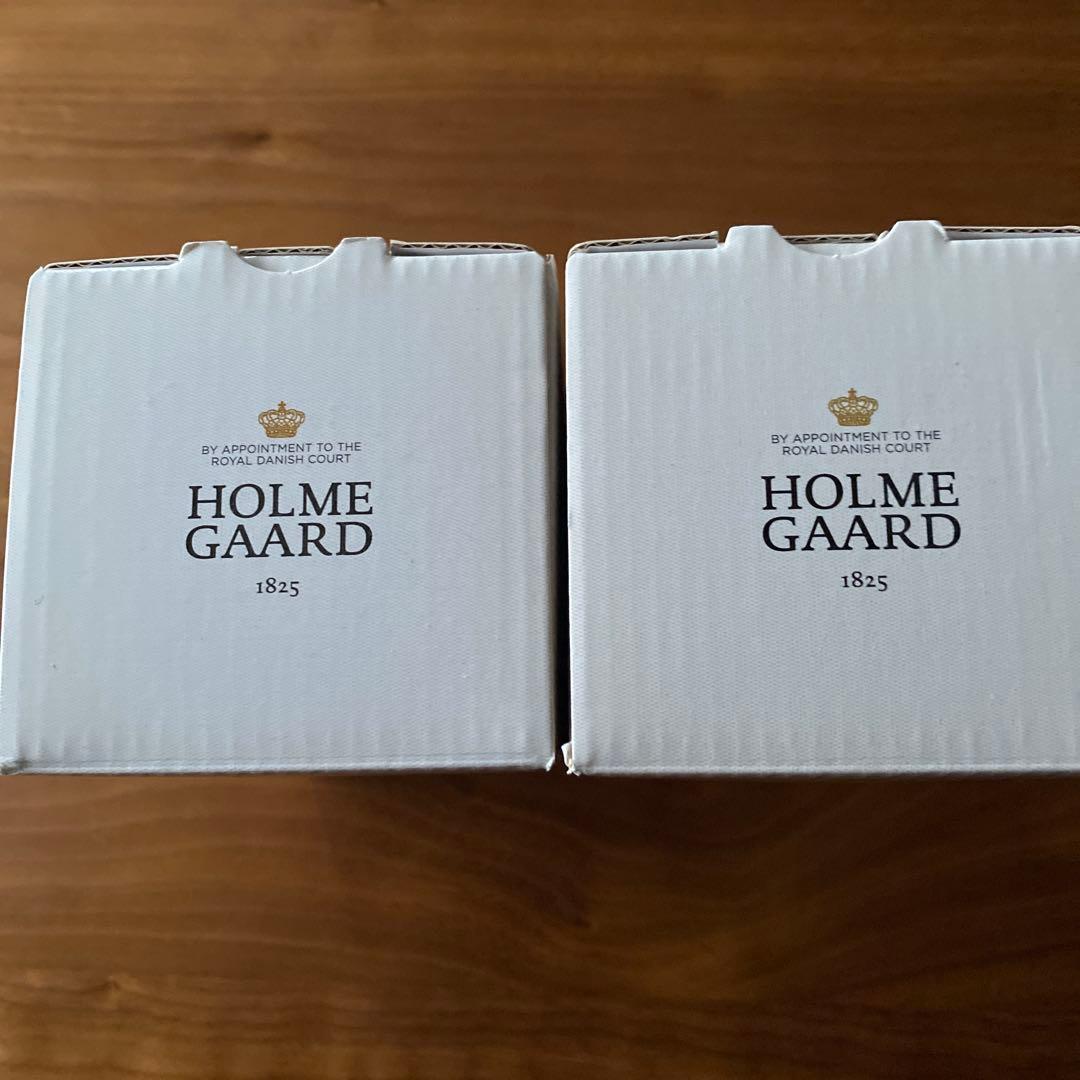 BY APPOINTMENT TO THE
ROYAL DANISH COURT
HOLME
GAARD
1825
BY APPOINTMENT TO THE
ROYAL DANISH COURT
HOLME
GAARD
1825